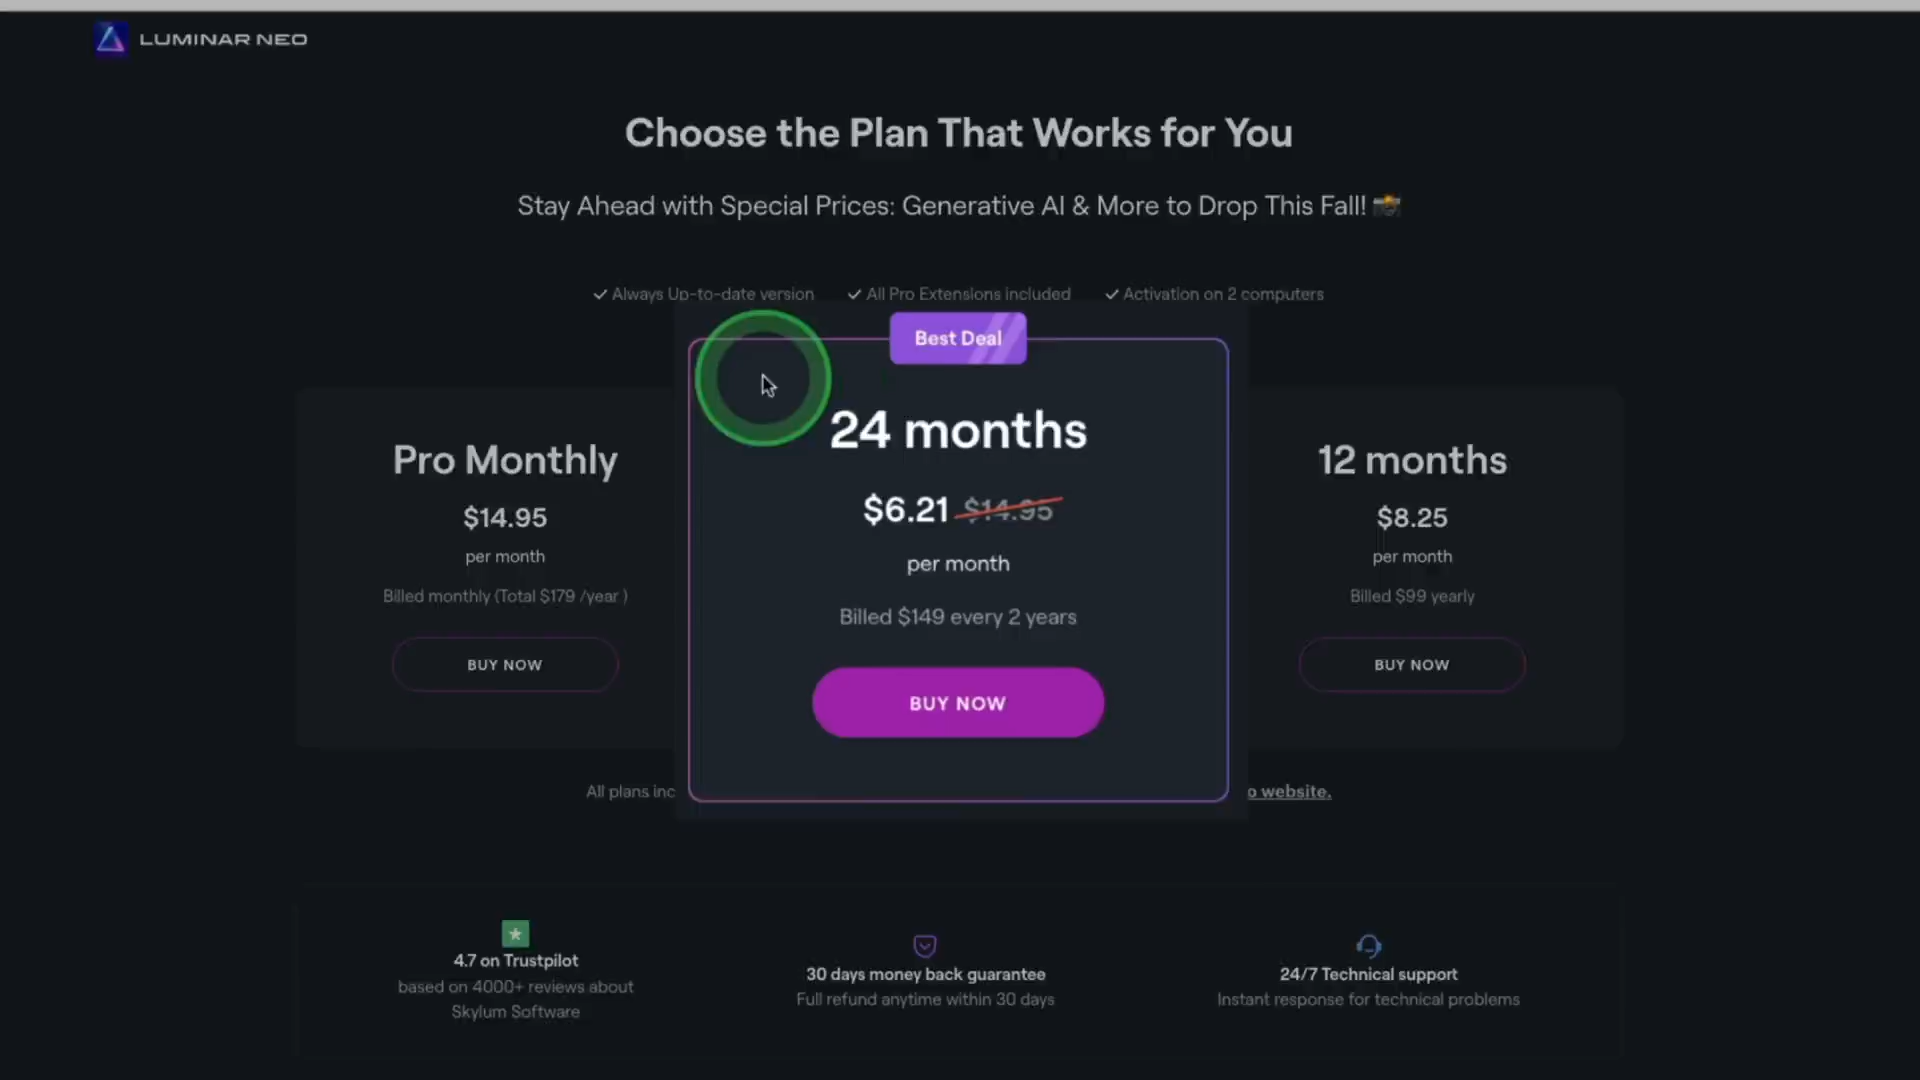 LUMINAR NEO
Choose the Plan That Works for You
Stay Ahead with Special Prices: Generative AI & More to Drop This Fall! 📸
✓ Always Up-to-date version ✓ All Pro Extensions included ✓ Activation on 2 computers
Pro Monthly
$14.95
per month
Billed monthly (Total $179 /year )
BUY NOW
Best Deal
24 months
$6.21 $14.95
per month
Billed $149 every 2 years
BUY NOW
12 months
$8.25
per month
Billed $99 yearly
BUY NOW
All plans inc
o website.
4.7 on Trustpilot
based on 4000+ reviews about
Skylum Software
30 days money back guarantee
Full refund anytime within 30 days
24/7 Technical support
Instant response for technical problems